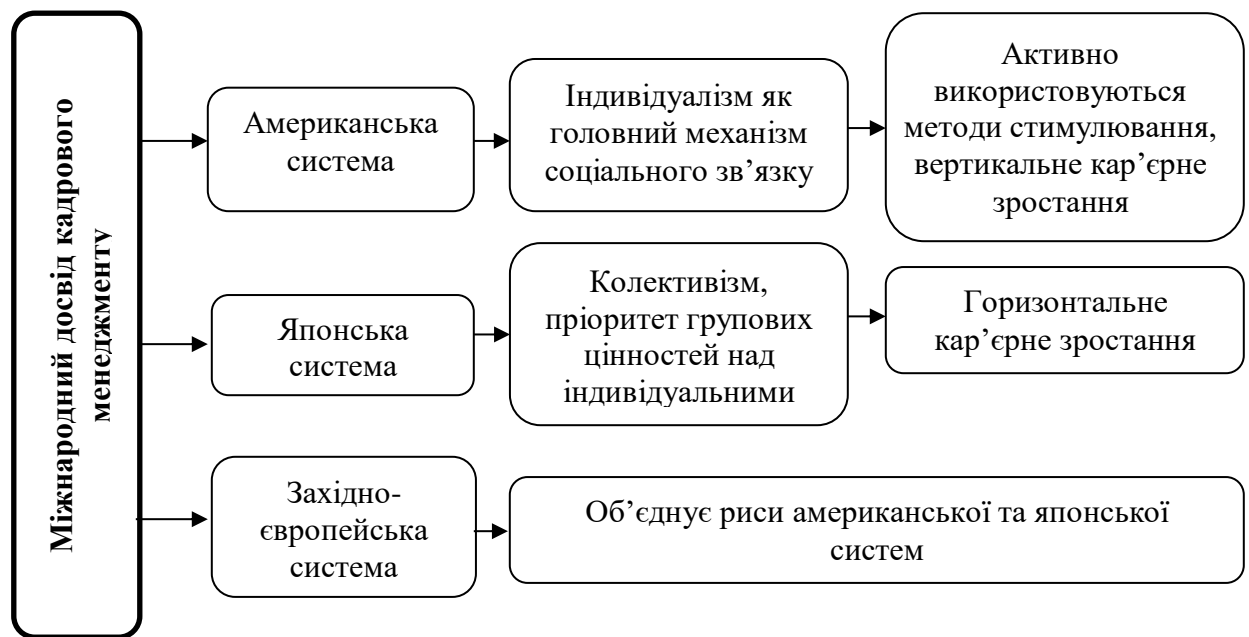 Міжнародний досвід кадрового
менеджменту
Американська
система
Індивідуалізм як
головний механізм
соціального зв’язку
Активно
використовуються
методи стимулювання,
вертикальне кар’єрне
зростання
Японська
система
Колективізм,
пріоритет групових
цінностей над
індивідуальними
Горизонтальне
кар’єрне зростання
Західно-
європейська
система
Об’єднує риси американської та японської
систем